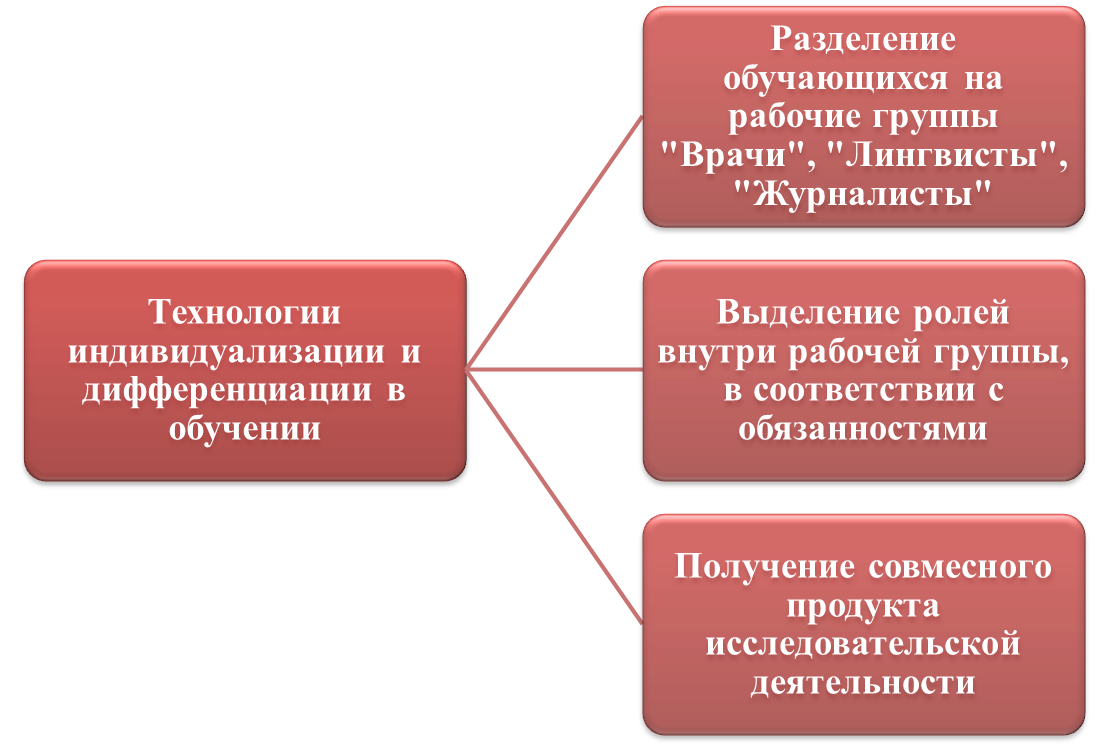 Разделение
обучающихся на
рабочие группы
"Врачи", "Лингвисты",
"Журналисты"
Технологии
индивидуализации и
дифференциации в
обучении
Выделение ролей
внутри рабочей группы,
в соответствии с
обязанностями
Получение совмесного
продукта
исследовательской
деятельности